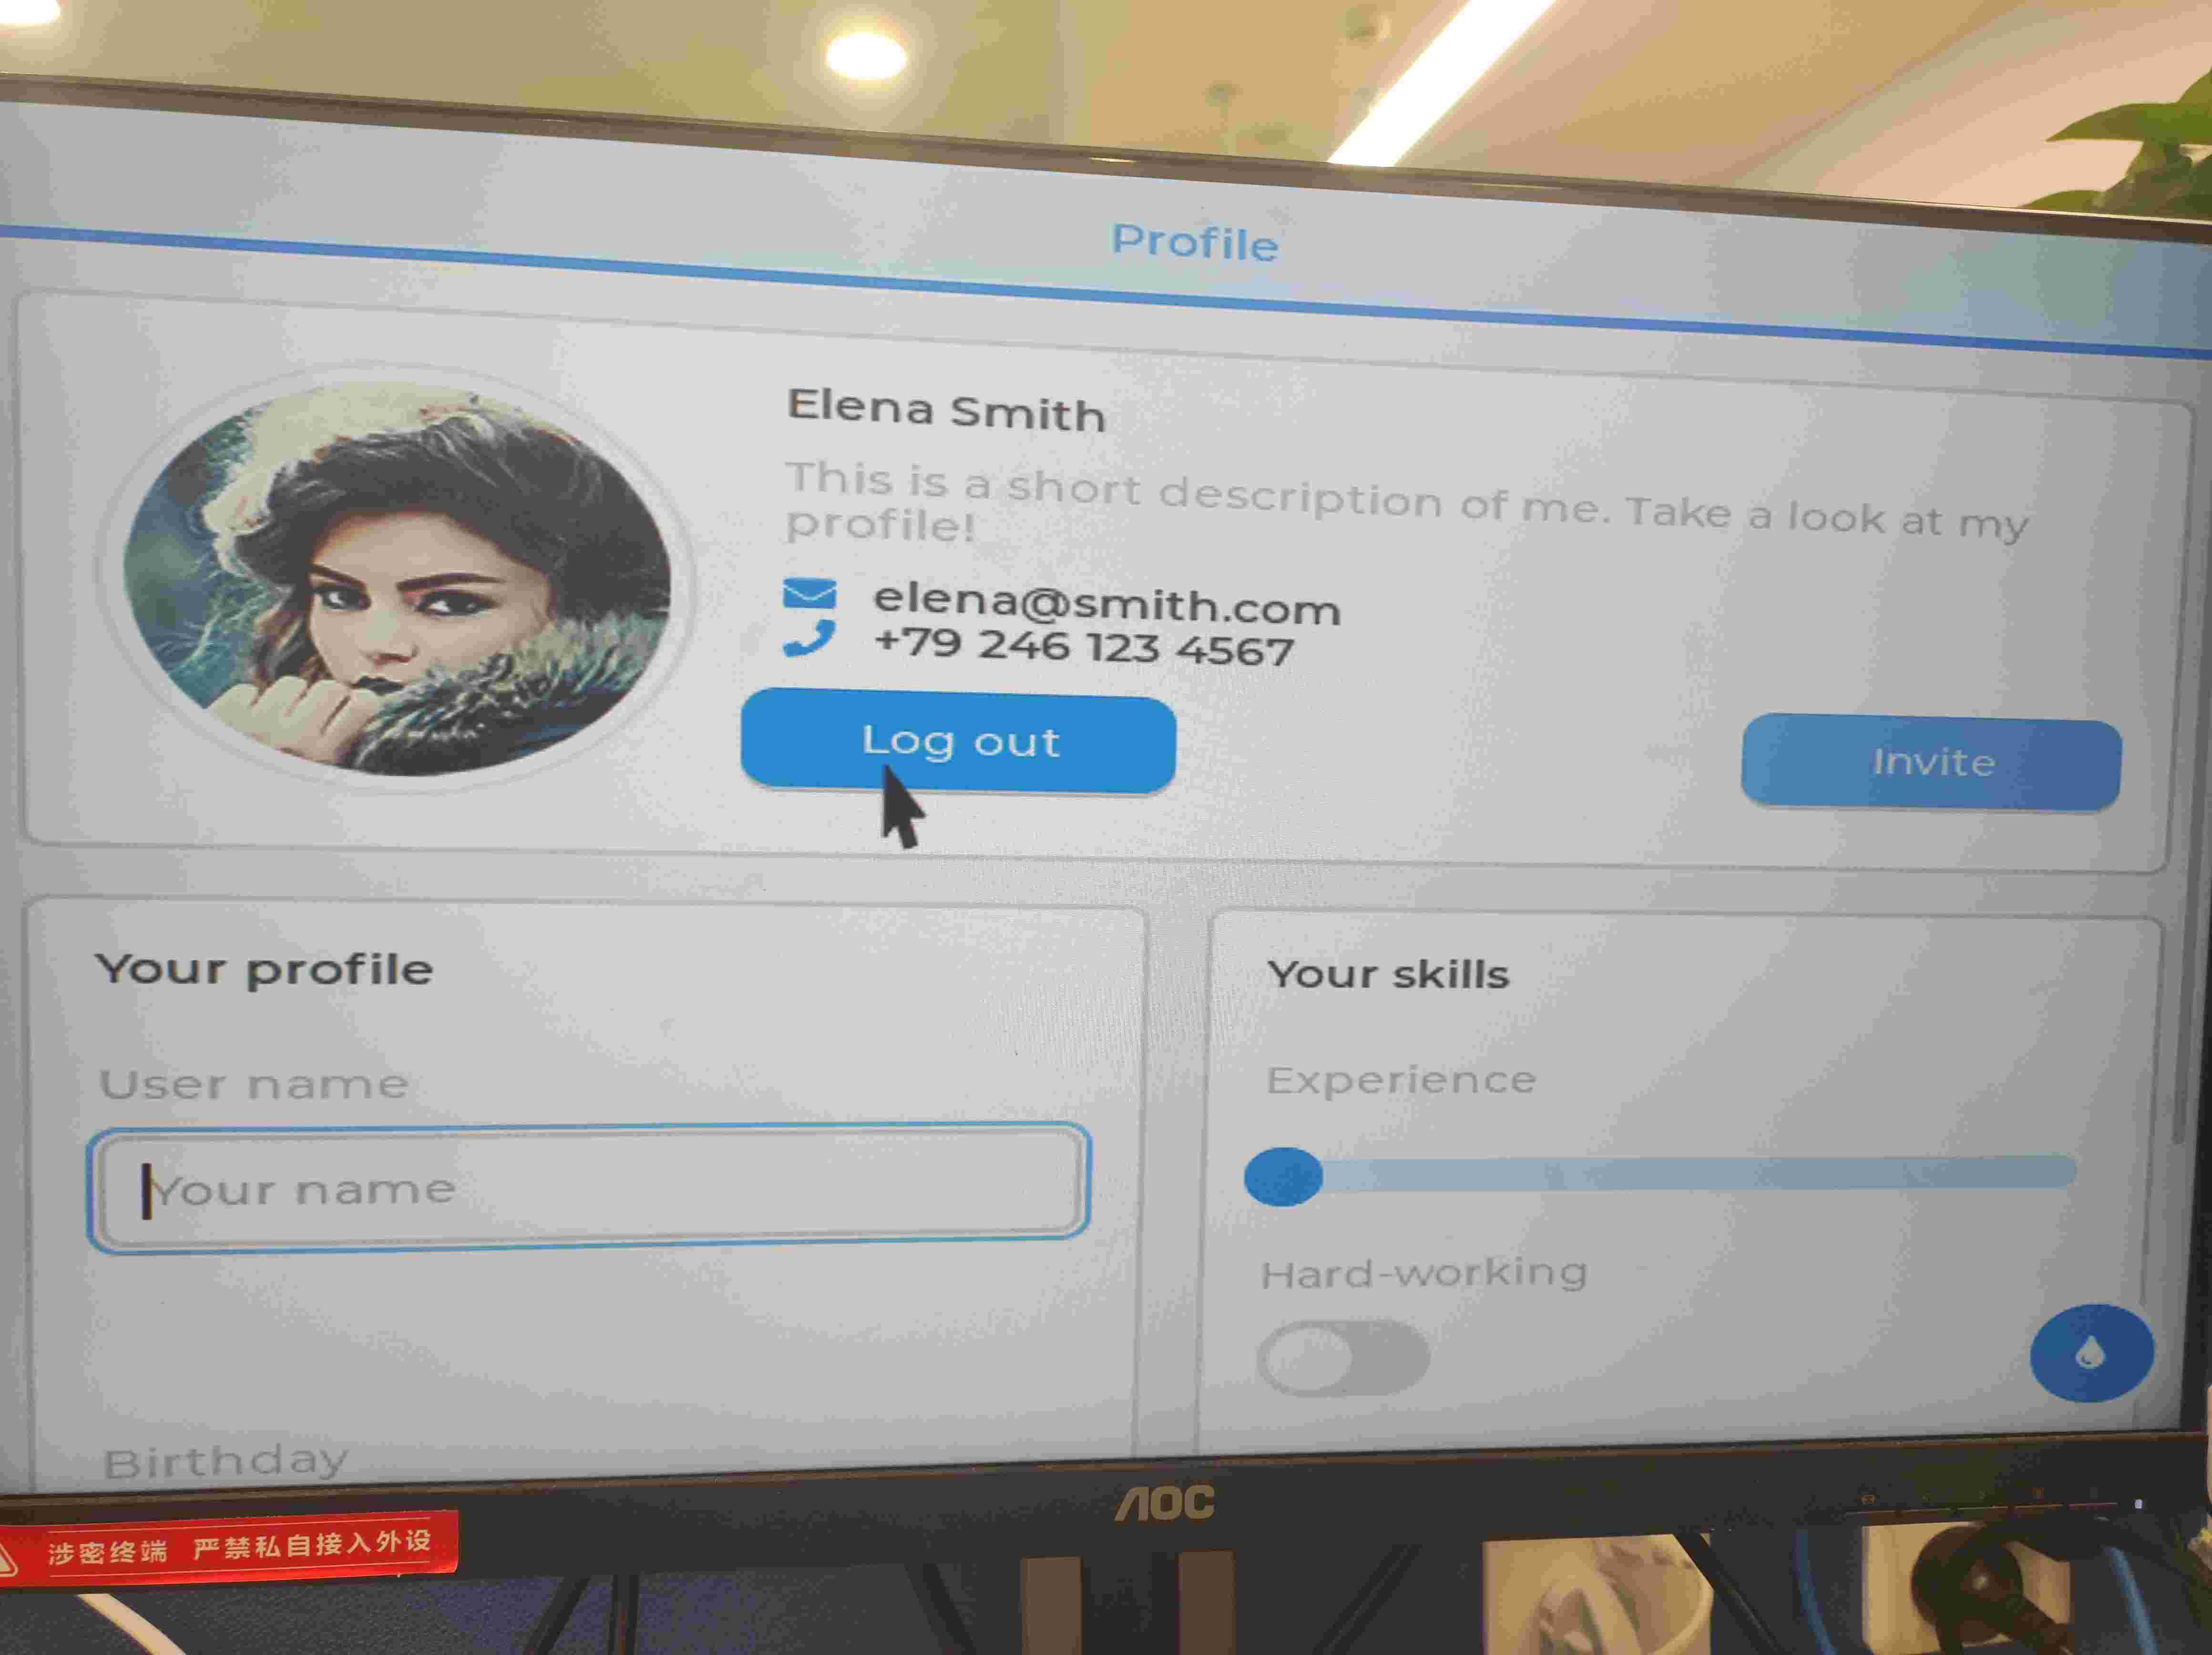 Profile
Elena Smith
This is a short description of me. Take a look at my
profile!
elena@smith.com
+79 246 123 4567
Log out
Invite
Your profile
Your skills
User name
Experience
Your name
Hard-working
Birthday
AOC
涉密终端 严禁私自接入外设